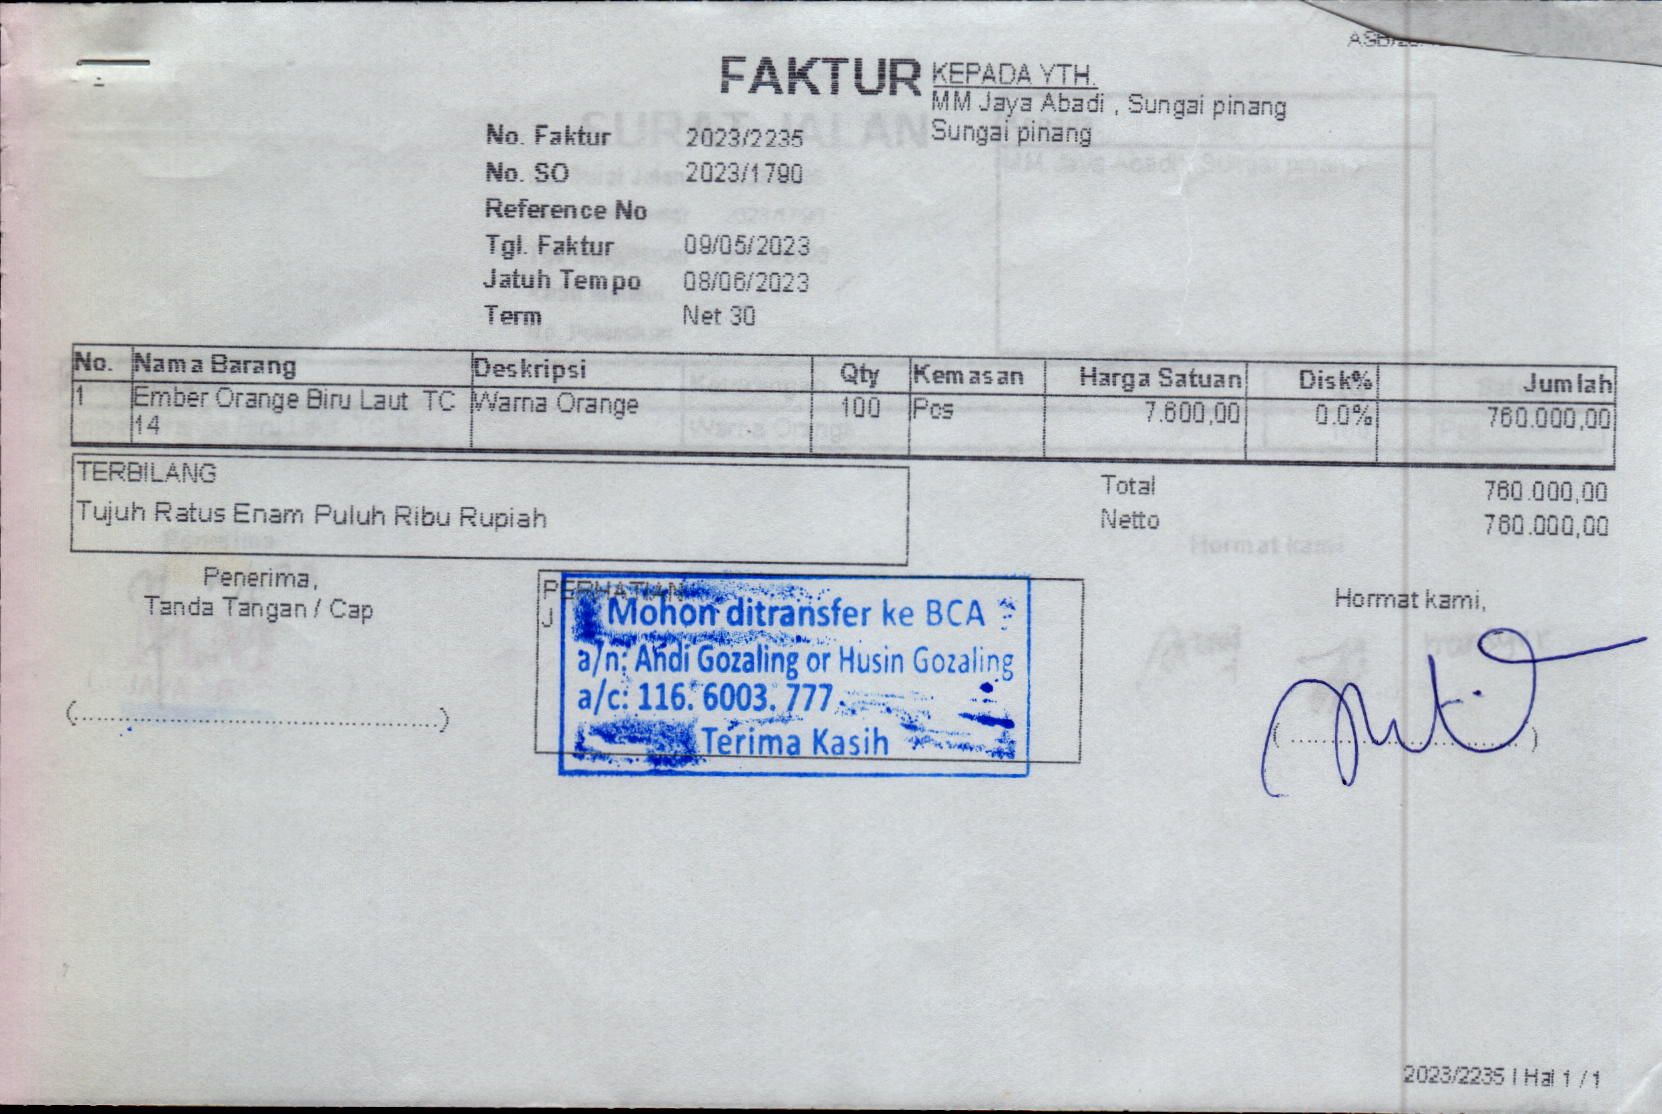 FAKTUR
KEPADA YTH.
MM Jaya Abadi , Sungai pinang
Sungai pinang
No. Faktur 2023/2235
No. SO 2023/1790
Reference No
Tgl. Faktur 09/05/2023
Jatuh Tempo 08/06/2023
Term Net 30
No. Nama Barang Deskripsi Qty Kemasan Harga Satuan Disk% Jumlah
1 Ember Orange Biru Laut TC Warna Orange 100 Pcs 7.600,00 0.0% 760.000,00
14
TERBILANG
Tujuh Ratus Enam Puluh Ribu Rupiah
Total 760.000,00
Netto 760.000,00
Penerima,
Tanda Tangan / Cap
PERHATIAN
J
Mohon ditransfer ke BCA
a/n: Andi Gozaling or Husin Gozaling
a/c: 116. 6003. 777
Terima Kasih
Hormat kami,
2023/2235 | Hal 1 / 1